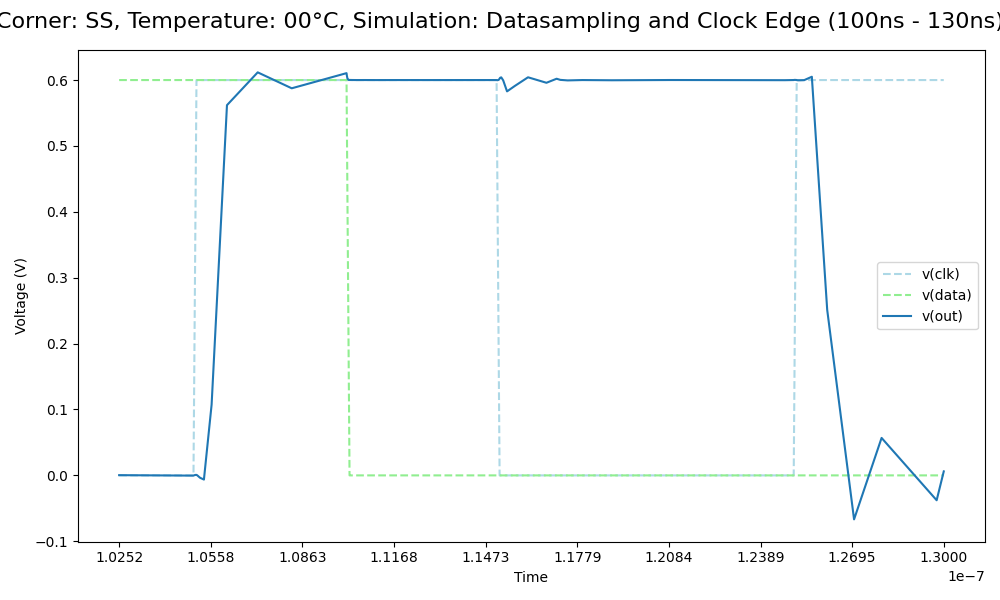 Corner: SS, Temperature: 00°C, Simulation: Datasampling and Clock Edge (100ns - 130ns)
0.6
0.5
0.4
0.3
0.2
0.1
0.0
−0.1
Voltage (V)
v(clk)
v(data)
v(out)
1.0252 1.0558 1.0863 1.1168 1.1473 1.1779 1.2084 1.2389 1.2695 1.3000
1e−7
Time